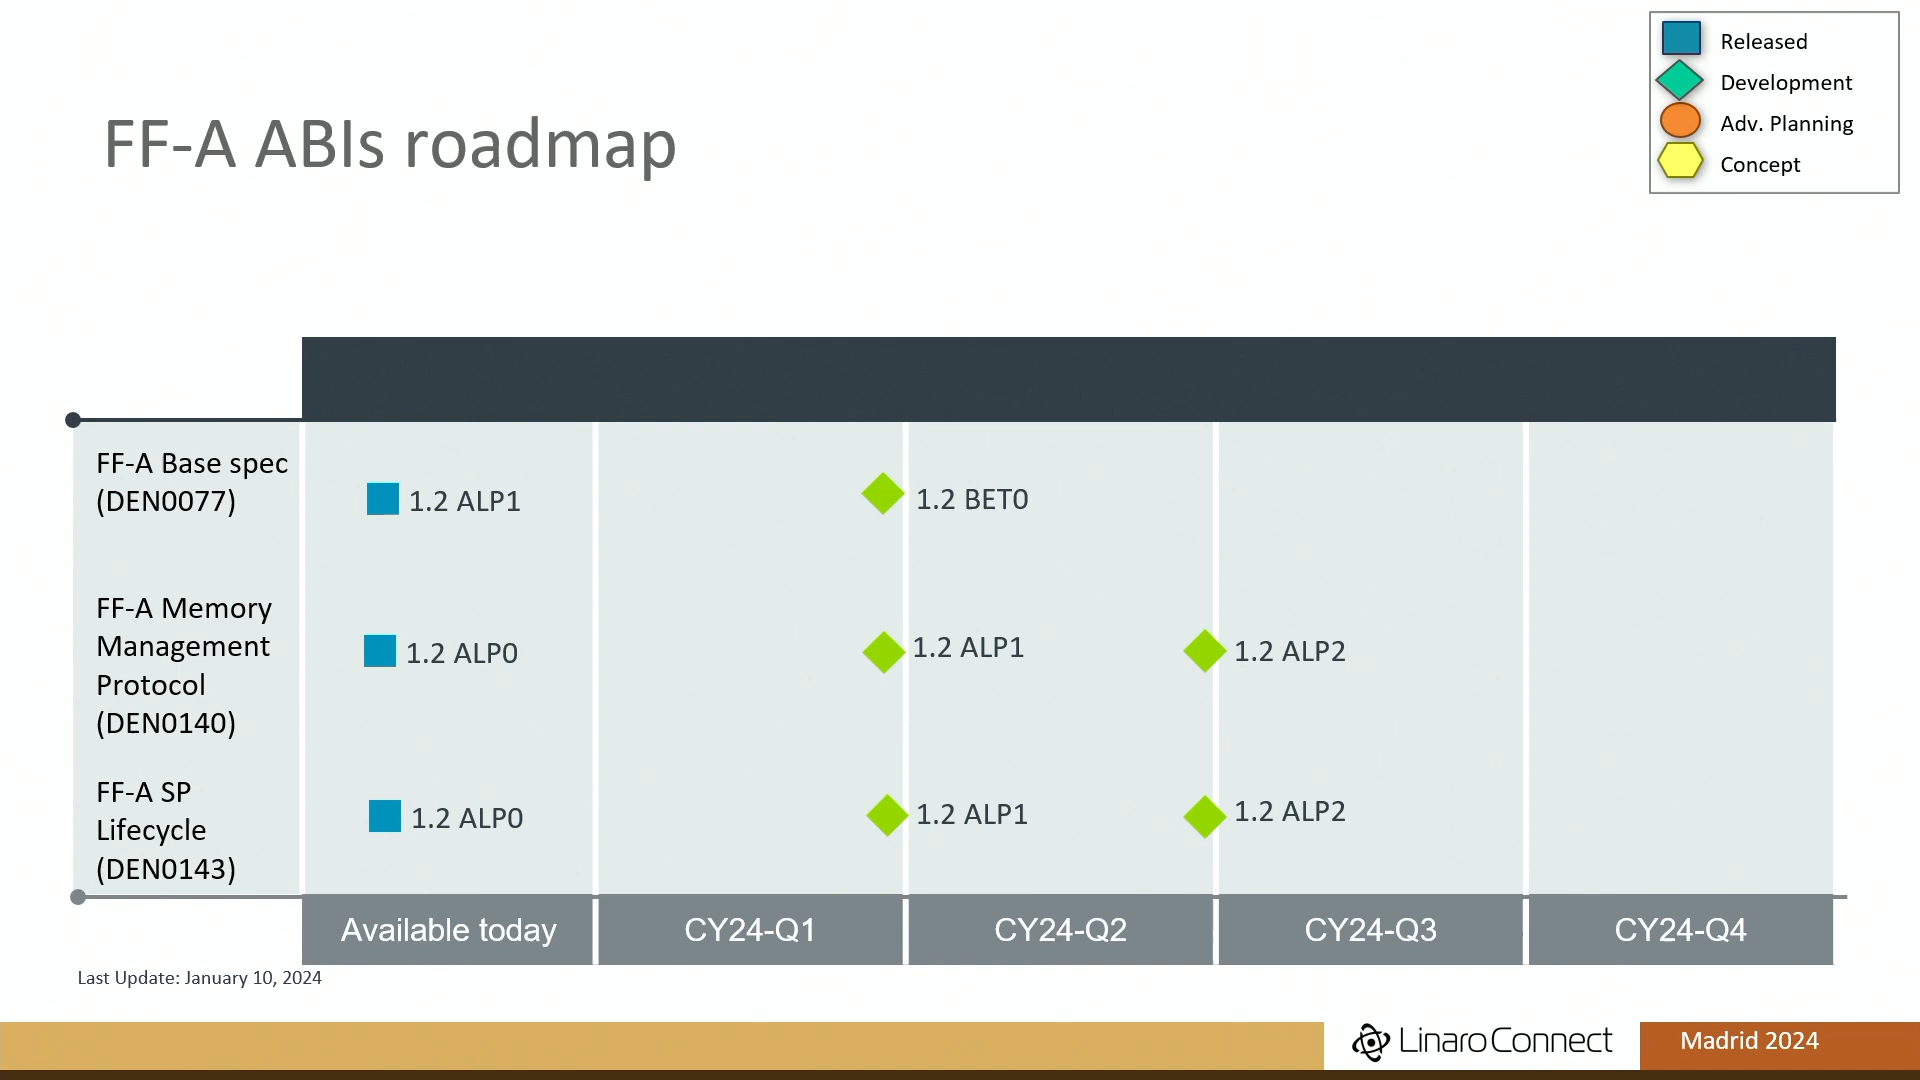 FF-A ABIs roadmap
Released
Development
Adv. Planning
Concept
FF-A Base spec
(DEN0077)
1.2 ALP1
1.2 BET0
FF-A Memory
Management
Protocol
(DEN0140)
1.2 ALP0
1.2 ALP1
1.2 ALP2
FF-A SP
Lifecycle
(DEN0143)
1.2 ALP0
1.2 ALP1
1.2 ALP2
Available today
CY24-Q1
CY24-Q2
CY24-Q3
CY24-Q4
Last Update: January 10, 2024
Linaro Connect
Madrid 2024